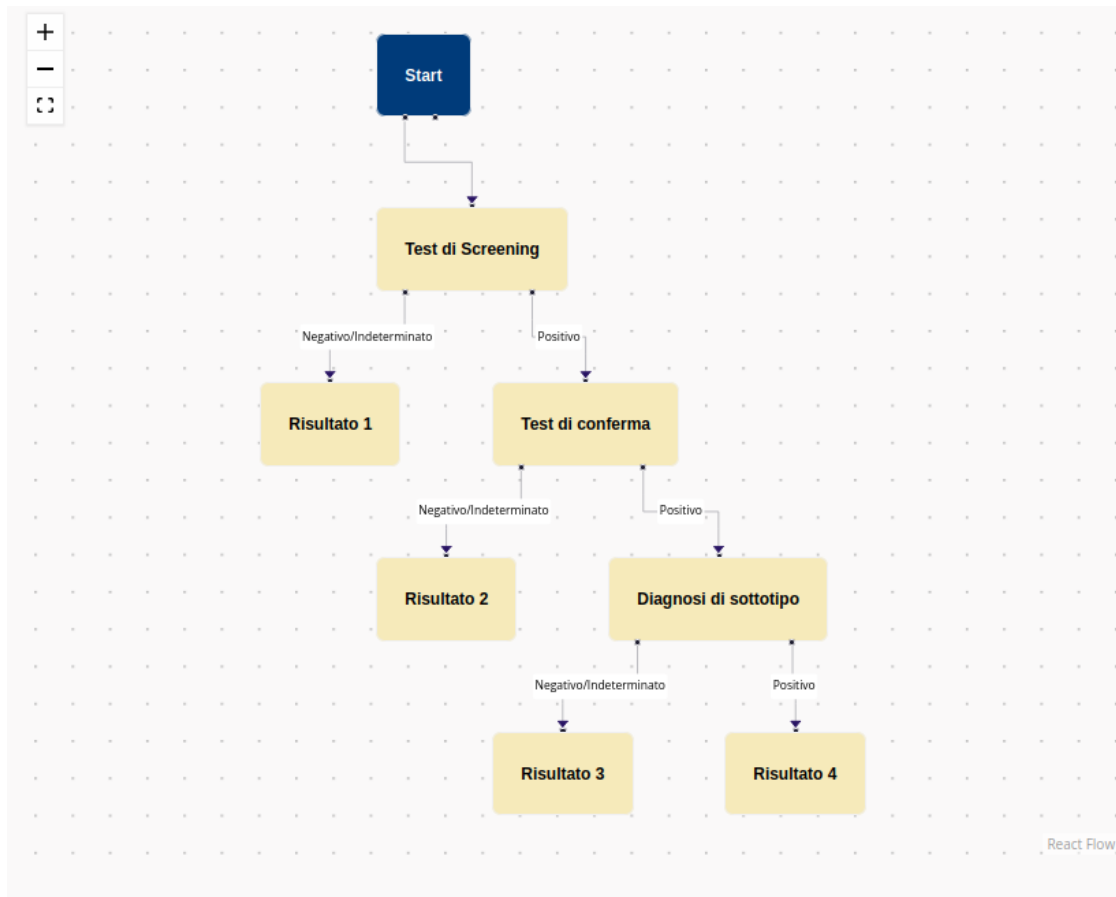 Start
Test di Screening
Negativo/Indeterminato
Positivo
Risultato 1
Test di conferma
Negativo/Indeterminato
Positivo
Risultato 2
Diagnosi di sottotipo
Negativo/Indeterminato
Positivo
Risultato 3
Risultato 4
React Flow